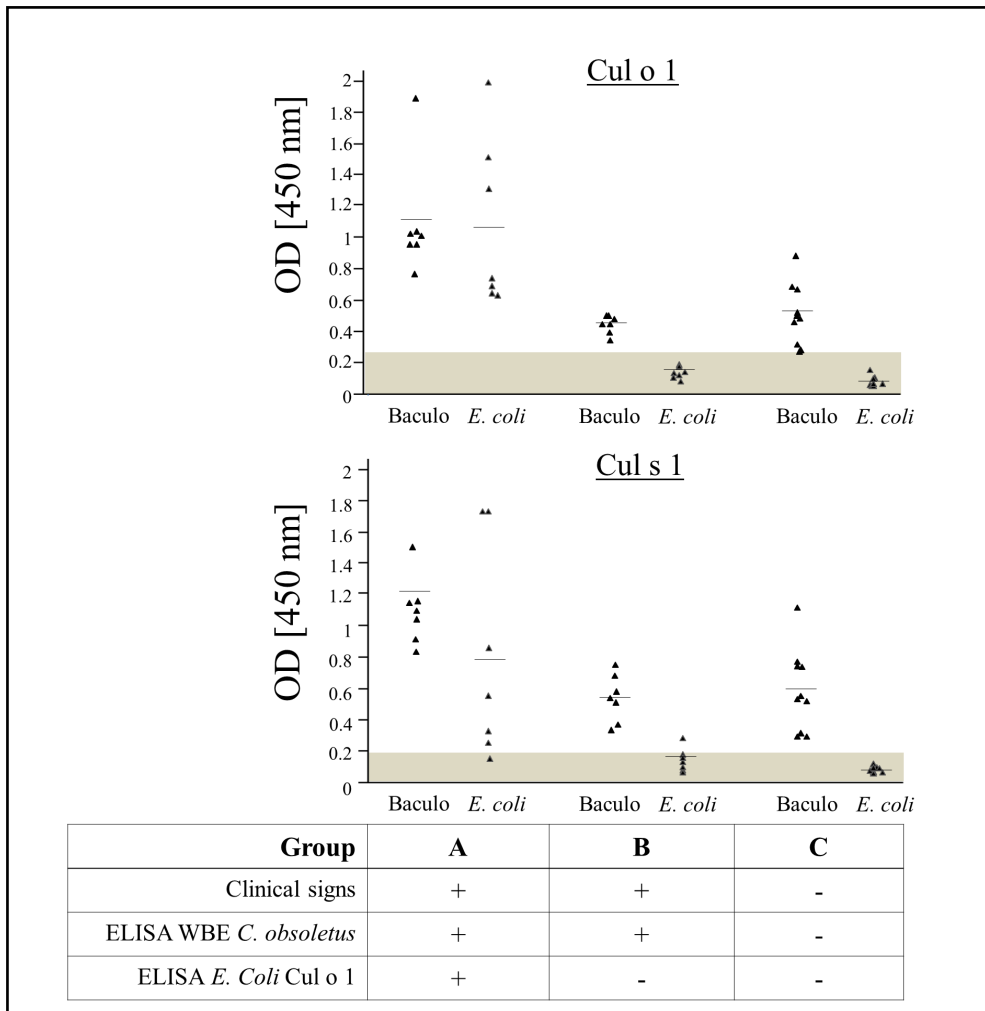 Cul o 1
OD [450 nm]
2
1.8
1.6
1.4
1.2
1
0.8
0.6
0.4
0.2
0
Baculo E. coli Baculo E. coli Baculo E. coli
Cul s 1
OD [450 nm]
2
1.8
1.6
1.4
1.2
1
0.8
0.6
0.4
0.2
0
Baculo E. coli Baculo E. coli Baculo E. coli
Group A B C
Clinical signs + + -
ELISA WBE C. obsoletus + + -
ELISA E. Coli Cul o 1 + - -